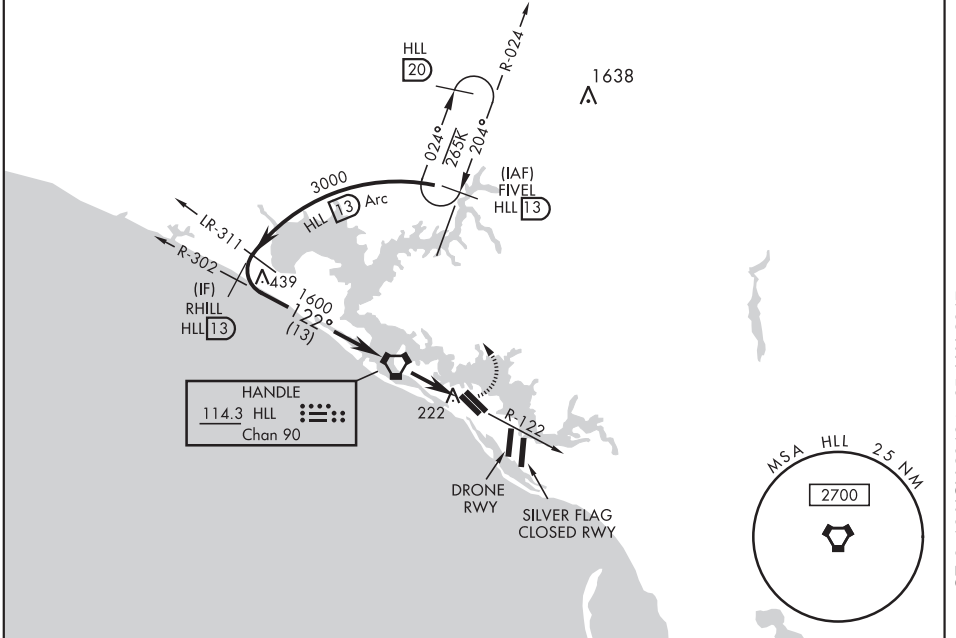 HLL
20
R-024
1638
024°
265K
204°
(IAF)
FIVEL
HLL 13
3000
HLL 13 Arc
LR-311
R-302
439
(IF)
RHILL
HLL 13
1600
122°
(13)
HANDLE
114.3 HLL
Chan 90
222
R-122
DRONE
RWY
SILVER FLAG
CLOSED RWY
MSA HLL 25 NM
2700